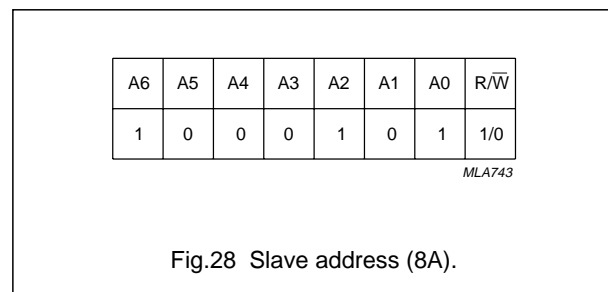 A6 A5 A4 A3 A2 A1 A0 R/W̅
1 0 0 0 1 0 1 1/0
MLA743
Fig.28 Slave address (8A).